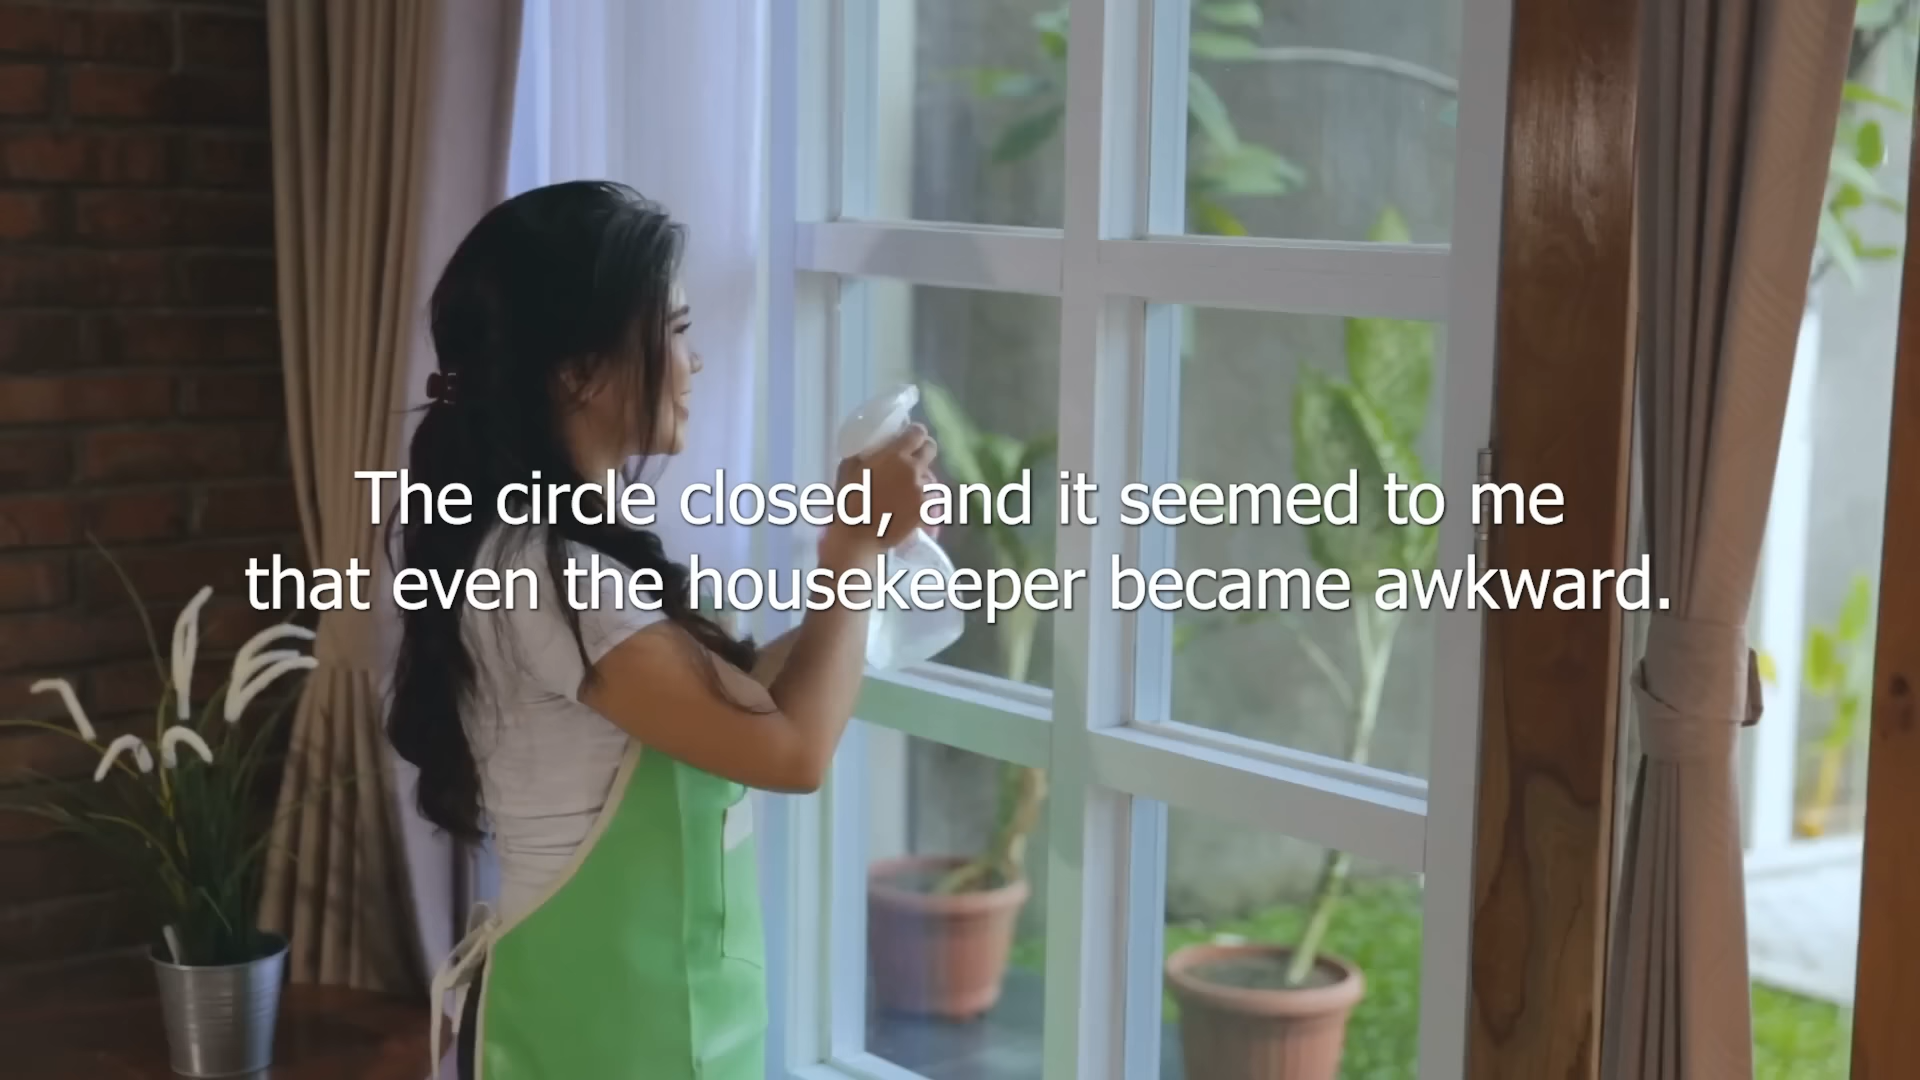 The circle closed, and it seemed to me
that even the housekeeper became awkward.